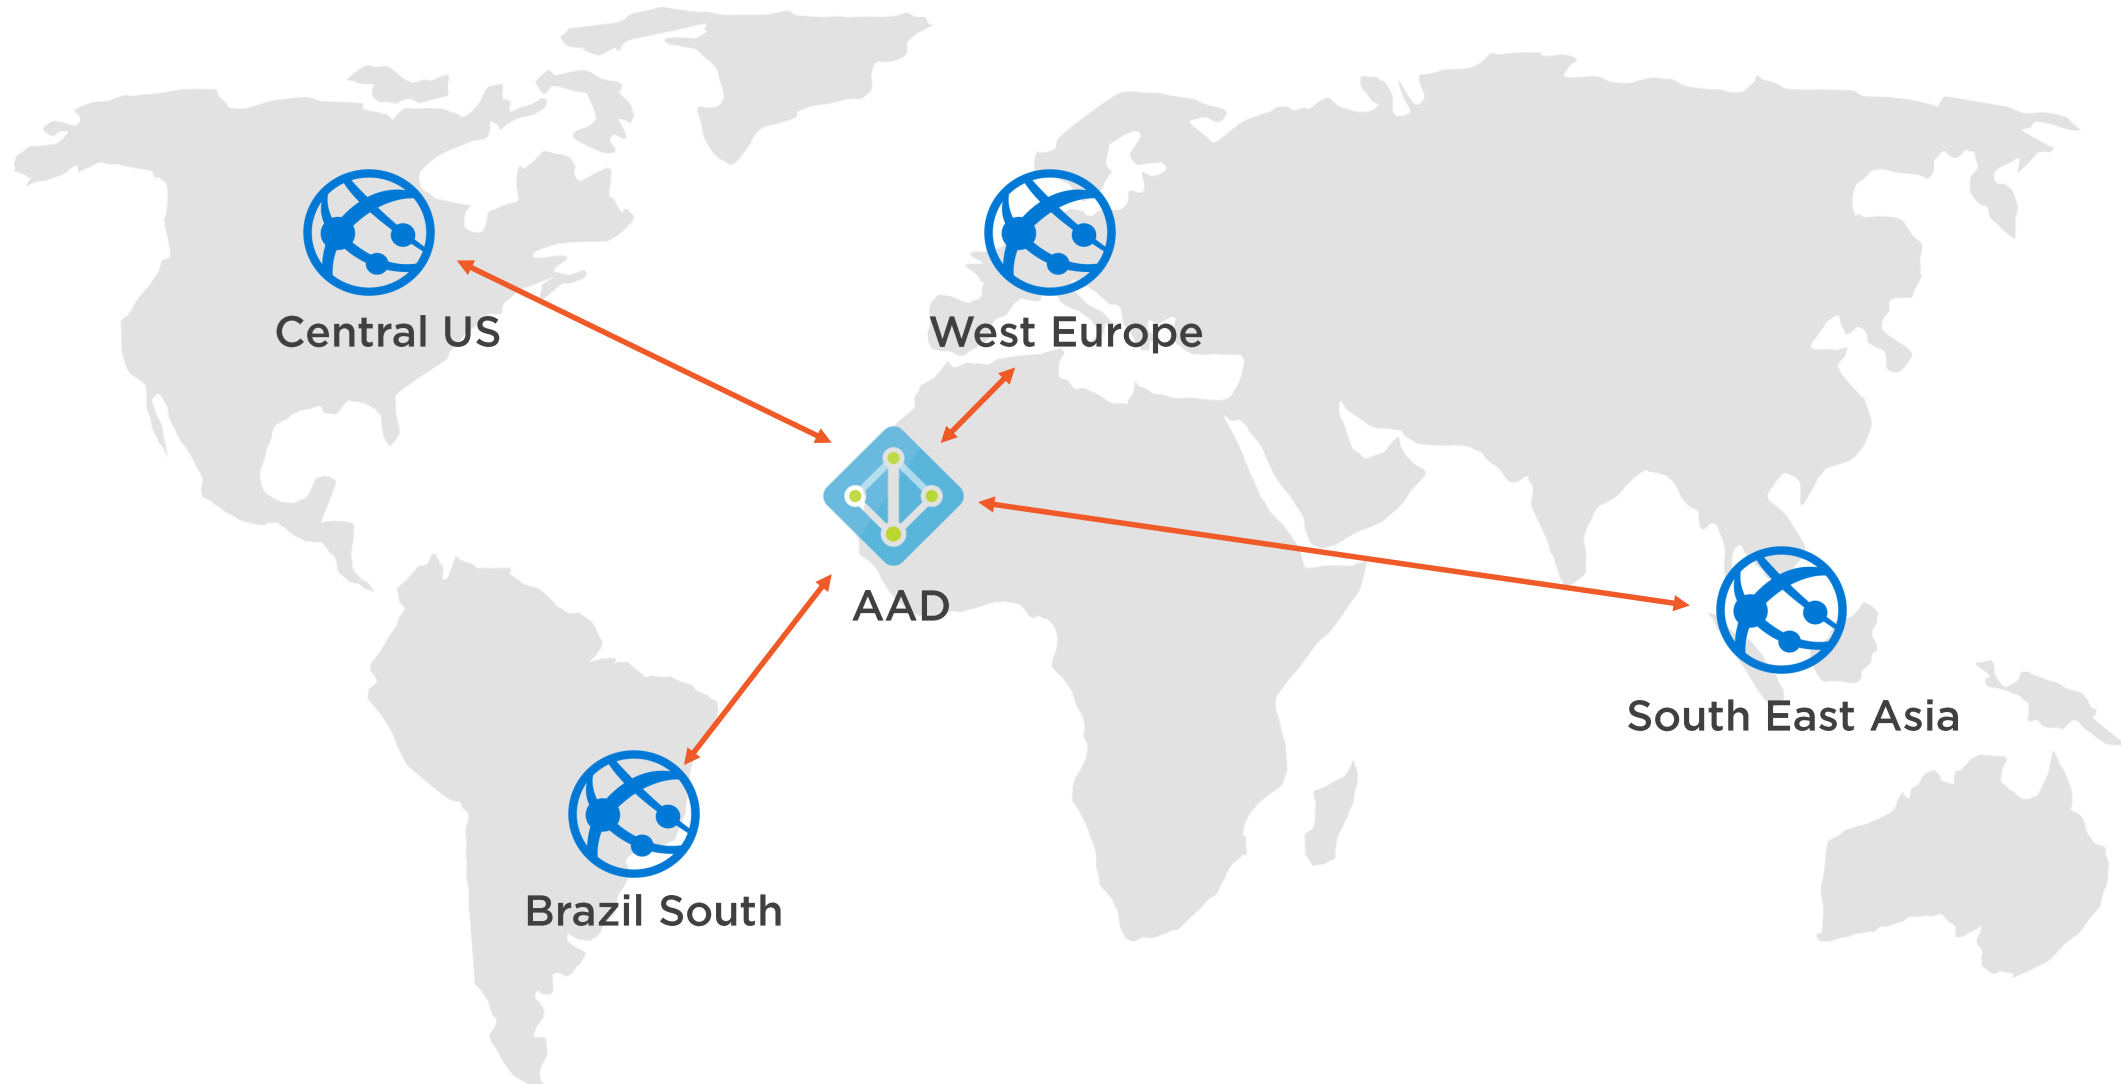 Central US
West Europe
AAD
South East Asia
Brazil South